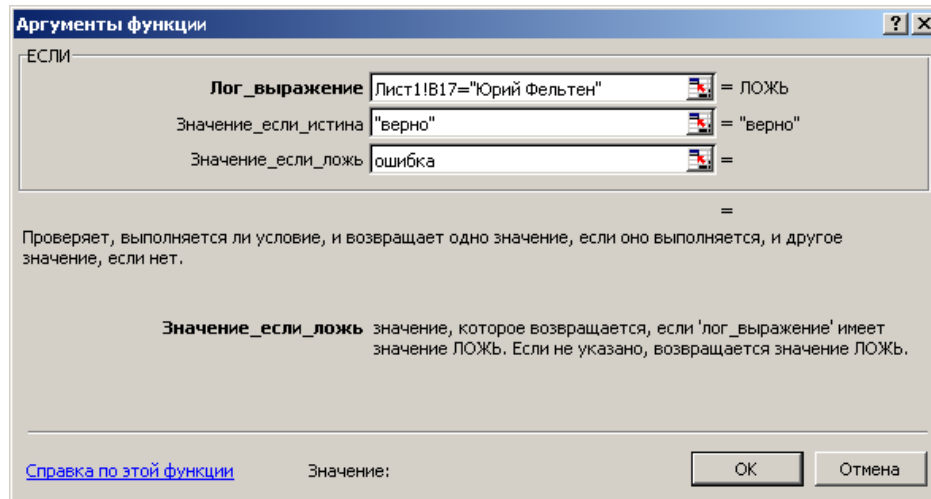 Аргументы функции
ЕСЛИ
Лог_выражение Лист1!B17="Юрий Фельтен" = ЛОЖЬ
Значение_если_истина "верно" = "верно"
Значение_если_ложь ошибка =
=
Проверяет, выполняется ли условие, и возвращает одно значение, если оно выполняется, и другое
значение, если нет.
Значение_если_ложь значение, которое возвращается, если 'лог_выражение' имеет
значение ЛОЖЬ. Если не указано, возвращается значение ЛОЖЬ.
Справка по этой функции Значение: ОК Отмена